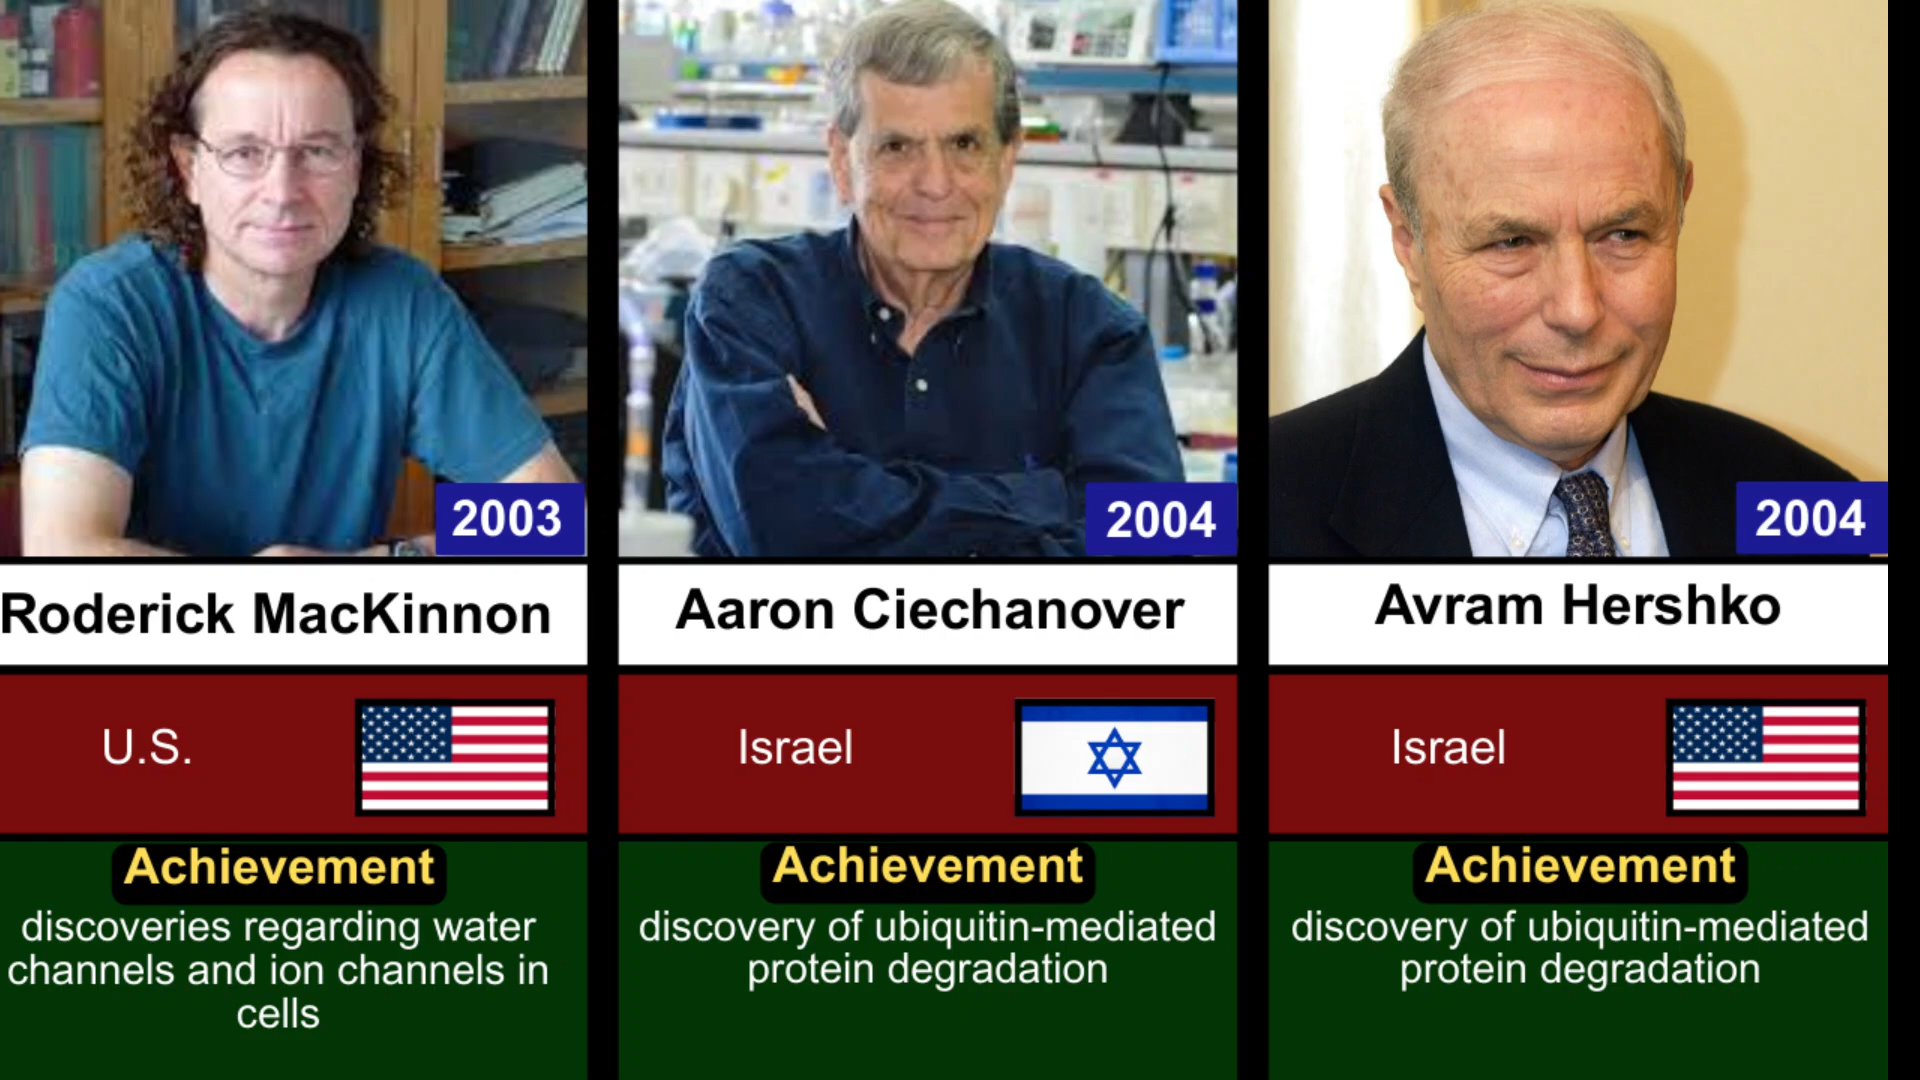 2003
Roderick MacKinnon
U.S.
Achievement
discoveries regarding water
channels and ion channels in
cells
2004
Aaron Ciechanover
Israel
Achievement
discovery of ubiquitin-mediated
protein degradation
2004
Avram Hershko
Israel
Achievement
discovery of ubiquitin-mediated
protein degradation